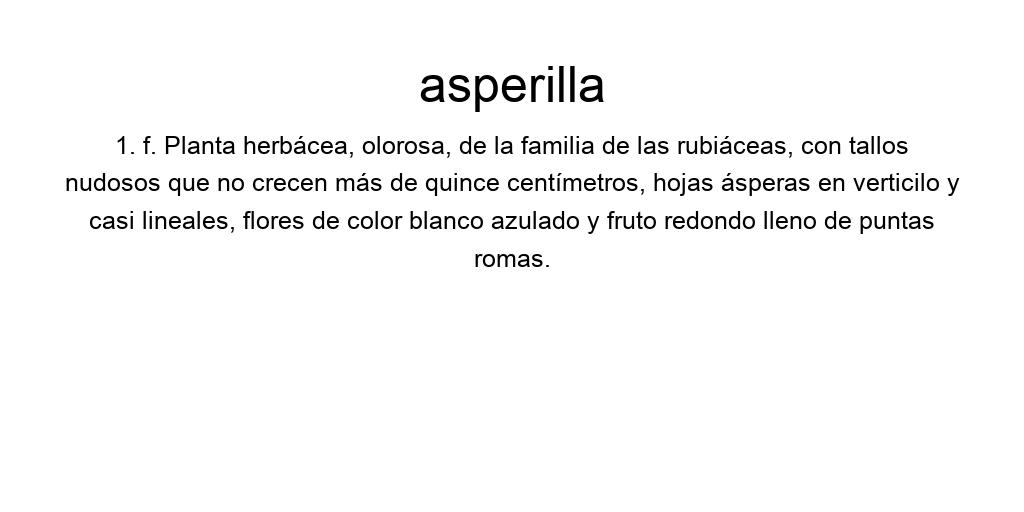 asperilla
1. f. Planta herbácea, olorosa, de la familia de las rubiáceas, con tallos
nudosos que no crecen más de quince centímetros, hojas ásperas en verticilo y
casi lineales, flores de color blanco azulado y fruto redondo lleno de puntas
romas.